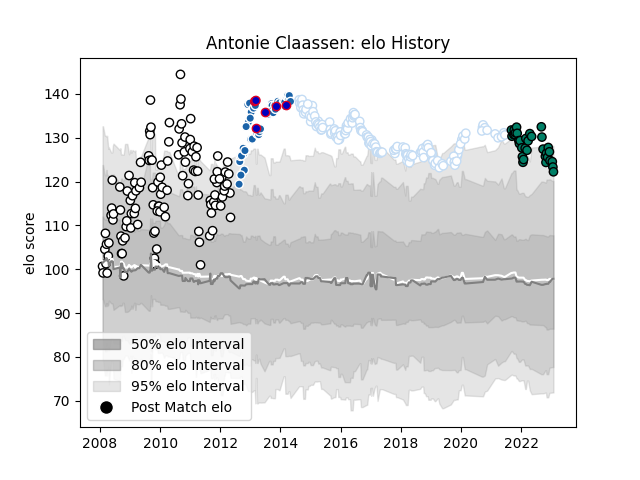 Antonie Claassen: elo History
elo score
140
130
120
110
100
90
80
70
50% elo Interval
80% elo Interval
95% elo Interval
Post Match elo
2008 2010 2012 2014 2016 2018 2020 2022